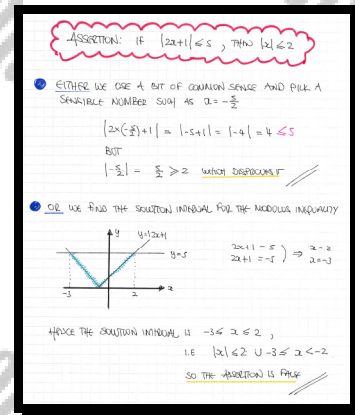 ASSERTION: IF |2x+1| ≤ 5, THEN |x| ≤ 2
EITHER WE USE A BIT OF COMMON SENSE AND PICK A
SENSIBLE NUMBER SUCH AS x = -5/2
|2×(-5/2)+1| = |-5+1| = |-4| = 4 ≤ 5
BUT
|-5/2| = 5/2 ≥ 2 WHICH DISPROVES IT
OR WE FIND THE SOLUTION INTERVAL FOR THE MODULUS INEQUALITY
y
y=|2x+1|
y=5
-3
2
x
2x+1 = 5
2x+1 = -5
⇒ x = 2
x = -3
HENCE THE SOLUTION INTERVAL IS -3 ≤ x ≤ 2,
I.E |x| ≤ 2 ∪ -3 ≤ x < -2
SO THE ASSERTION IS FALSE